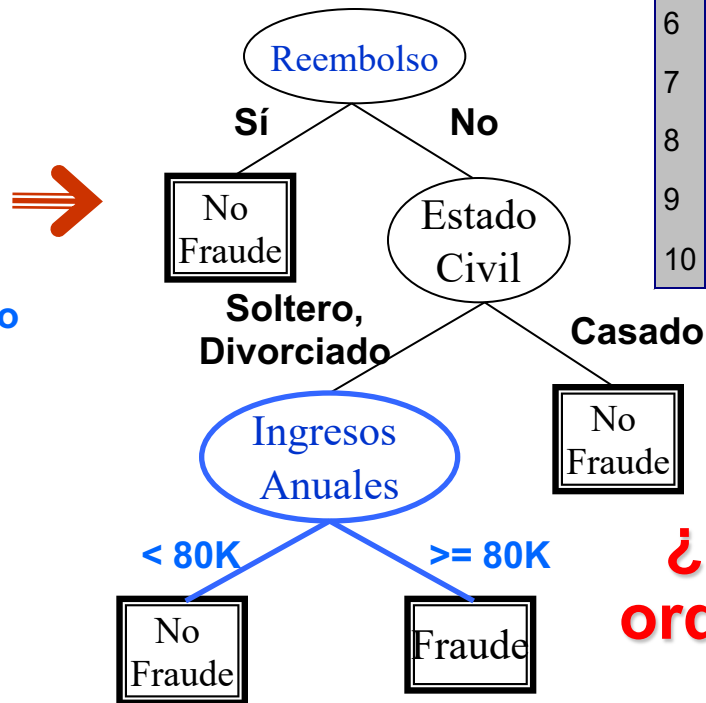 Reembolso
Sí
No
No
Fraude
Estado
Civil
Soltero,
Divorciado
Casado
Ingresos
Anuales
No
Fraude
< 80K
>= 80K
No
Fraude
Fraude
6
7
8
9
10
o
¿